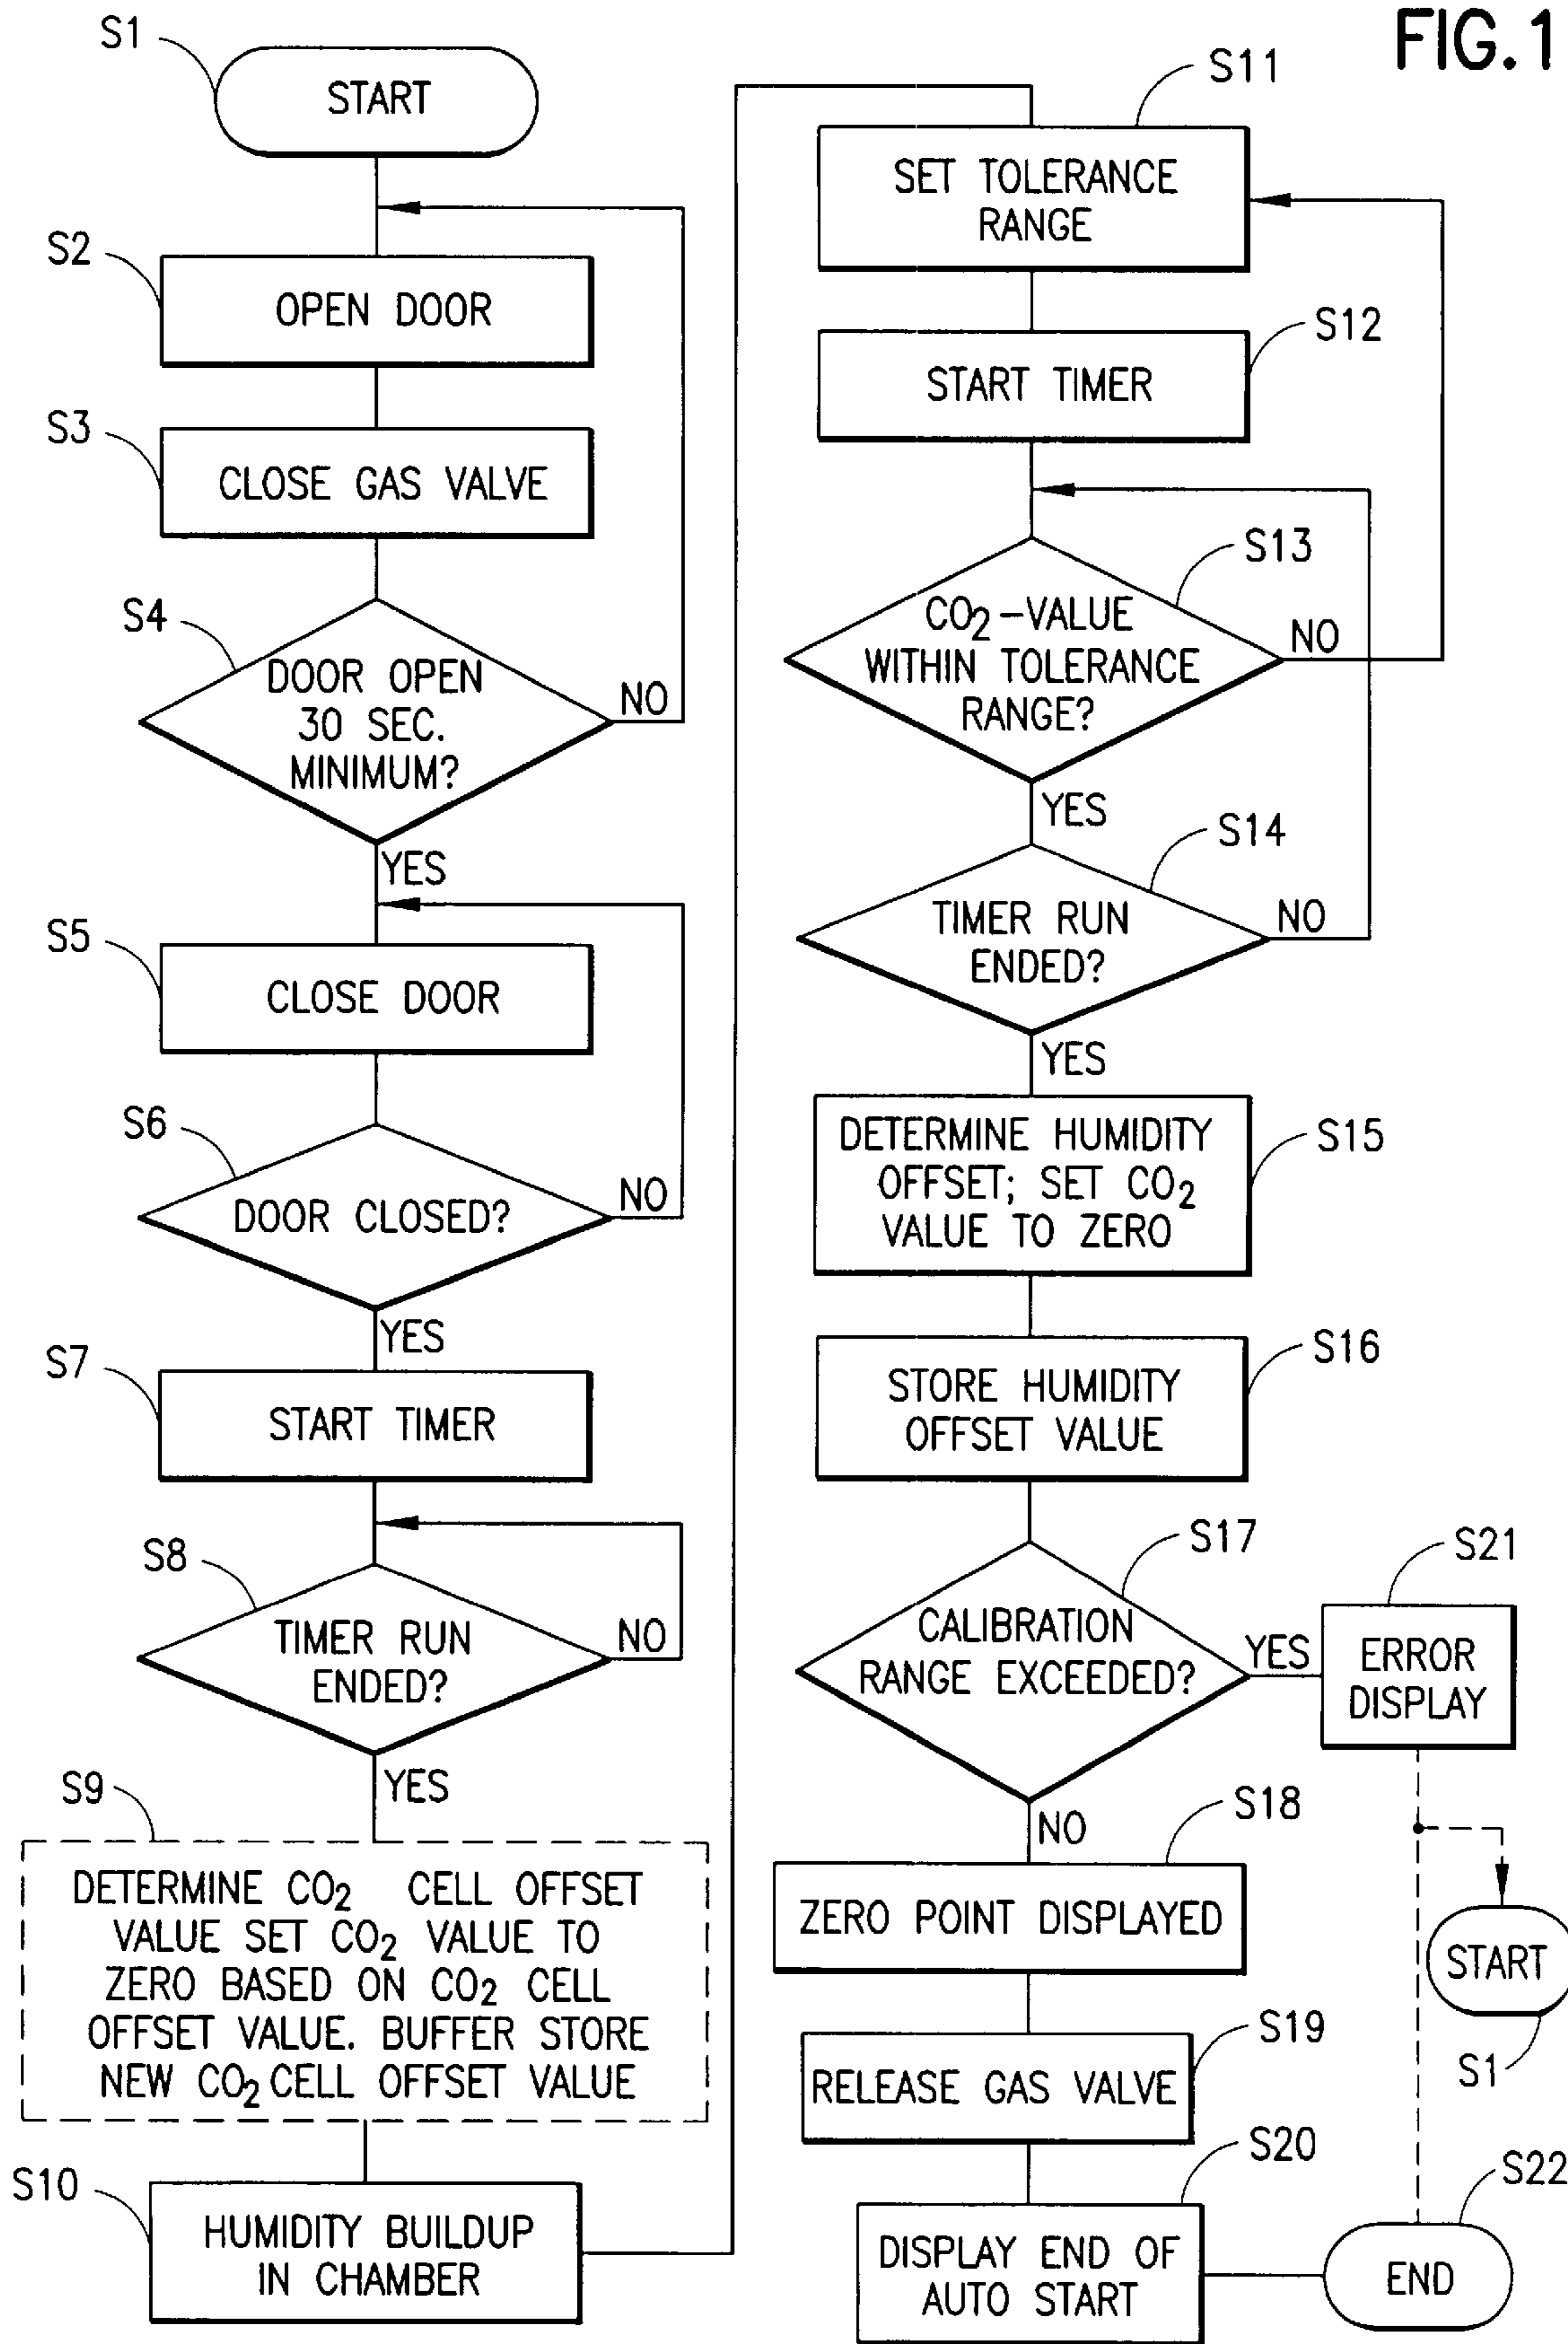 FIG.1
S1
START
S2
OPEN DOOR
S3
CLOSE GAS VALVE
S4
DOOR OPEN
30 SEC.
MINIMUM?
NO
YES
S5
CLOSE DOOR
S6
DOOR CLOSED?
NO
YES
S7
START TIMER
S8
TIMER RUN
ENDED?
NO
YES
S9
DETERMINE CO2 CELL OFFSET
VALUE SET CO2 VALUE TO
ZERO BASED ON CO2 CELL
OFFSET VALUE. BUFFER STORE
NEW CO2 CELL OFFSET VALUE
S10
HUMIDITY BUILDUP
IN CHAMBER
S11
SET TOLERANCE
RANGE
S12
START TIMER
S13
CO2-VALUE
WITHIN TOLERANCE
RANGE?
NO
YES
S14
TIMER RUN
ENDED?
NO
YES
S15
DETERMINE HUMIDITY
OFFSET; SET CO2
VALUE TO ZERO
S16
STORE HUMIDITY
OFFSET VALUE
S17
CALIBRATION
RANGE EXCEEDED?
YES
S21
ERROR
DISPLAY
NO
S18
ZERO POINT DISPLAYED
START
S1
S19
RELEASE GAS VALVE
S20
DISPLAY END OF
AUTO START
S22
END